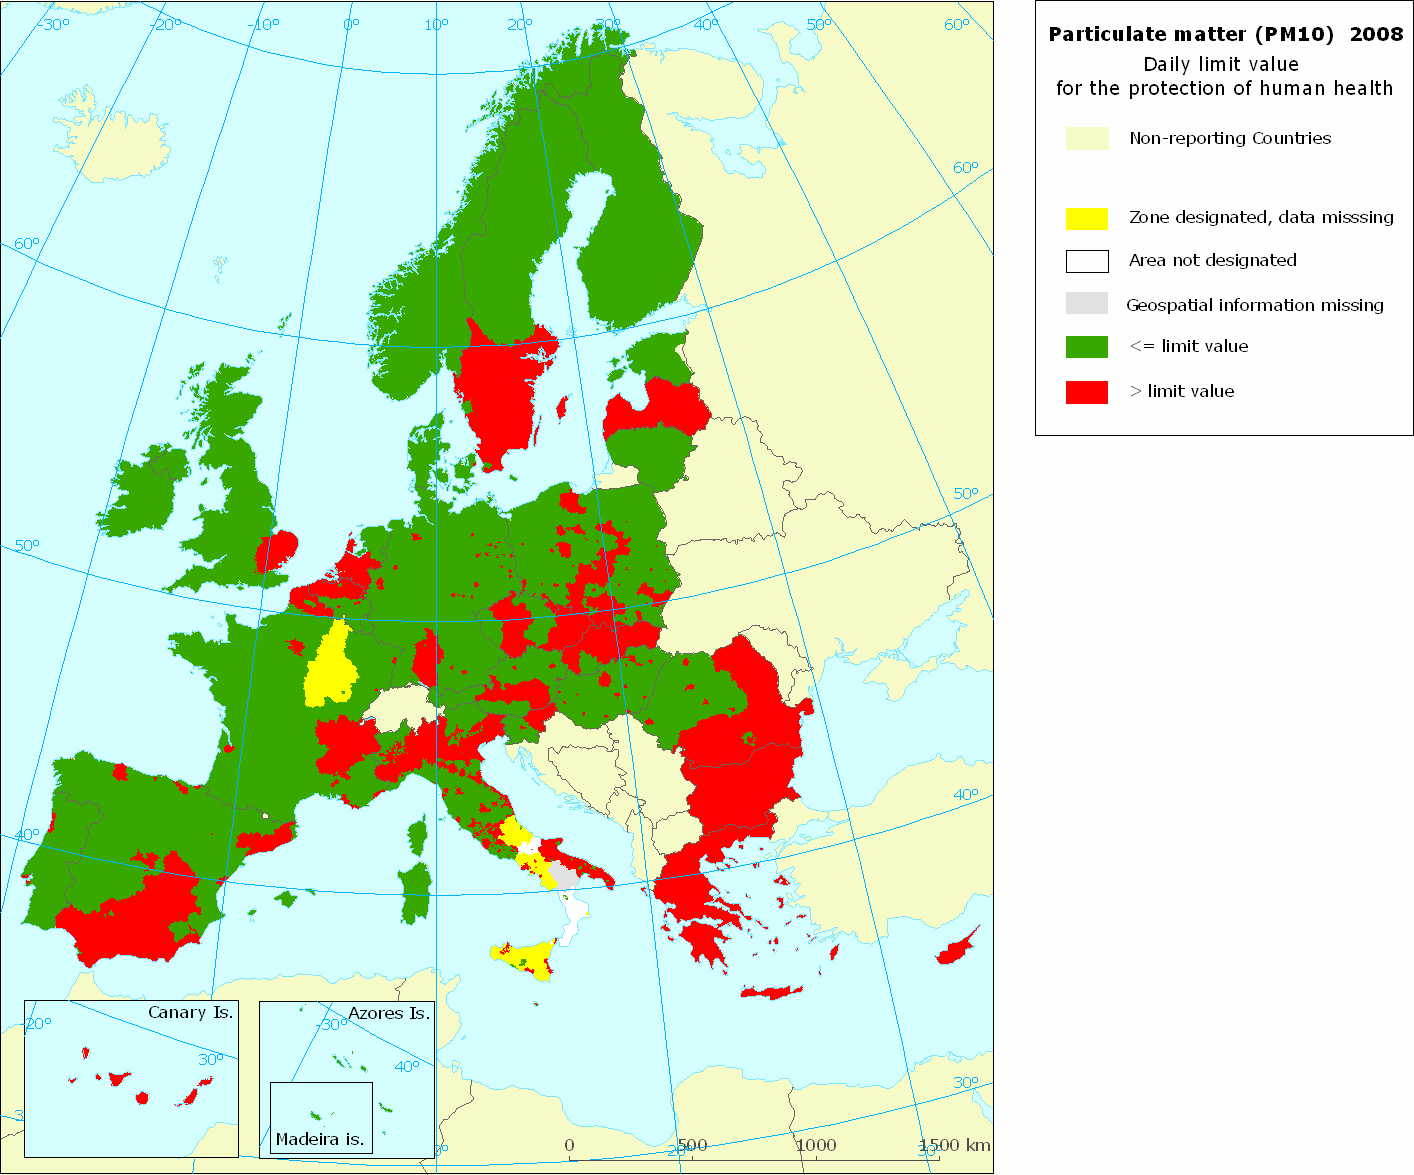 -30°
-20°
-10°
0°
10°
20°
30°
40°
50°
60°
60°
60°
50°
50°
40°
40°
30°
Canary Is.
-20°
30°
Azores Is.
-30°
40°
Madeira is.
0
500
1000
1500 km
Particulate matter (PM10) 2008
Daily limit value
for the protection of human health
Non-reporting Countries
Zone designated, data misssing
Area not designated
Geospatial information missing
<= limit value
> limit value